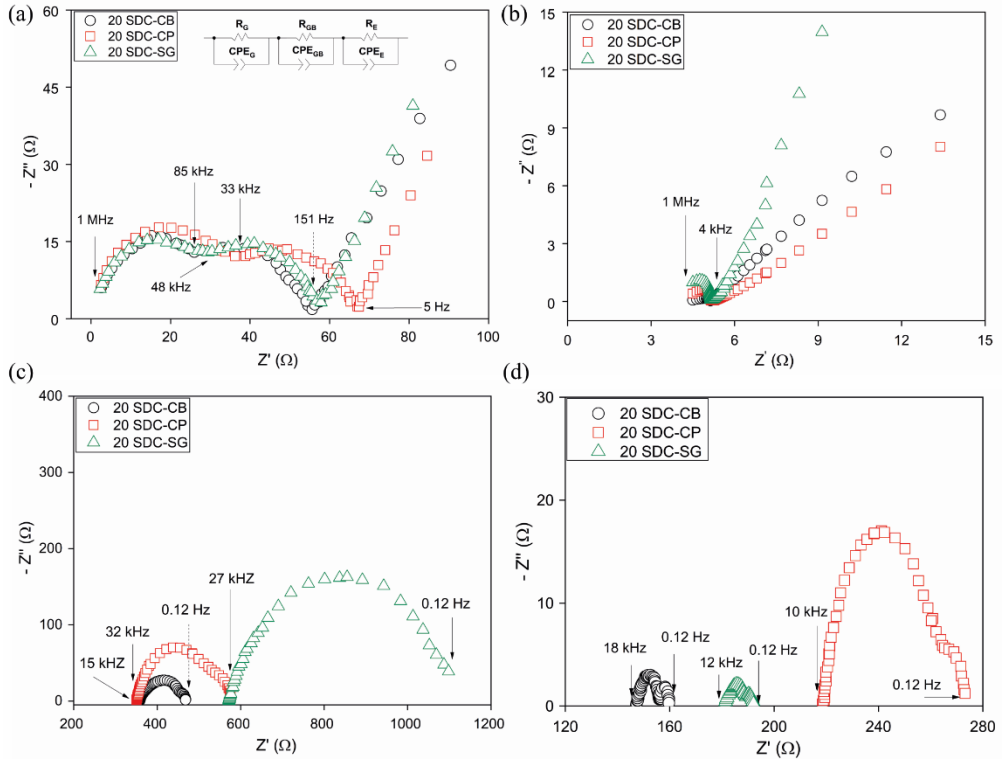 (a)
20 SDC-CB
20 SDC-CP
20 SDC-SG
R_G
R_GB
R_E
CPE_G
CPE_GB
CPE_E
60
45
30
15
0
- Z" (Ω)
1 MHz
85 kHz
33 kHz
48 kHz
151 Hz
5 Hz
0
20
40
60
80
100
Z' (Ω)
(b)
20 SDC-CB
20 SDC-CP
20 SDC-SG
15
12
9
6
3
0
- Z" (Ω)
1 MHz
4 kHz
0
3
6
9
12
15
Z' (Ω)
(c)
20 SDC-CB
20 SDC-CP
20 SDC-SG
400
300
200
100
0
- Z" (Ω)
27 kHZ
0.12 Hz
0.12 Hz
32 kHz
15 kHZ
200
400
600
800
1000
1200
Z' (Ω)
(d)
20 SDC-CB
20 SDC-CP
20 SDC-SG
30
20
10
0
- Z" (Ω)
18 kHz
0.12 Hz
12 kHz
0.12 Hz
10 kHz
0.12 Hz
120
160
200
240
280
Z' (Ω)